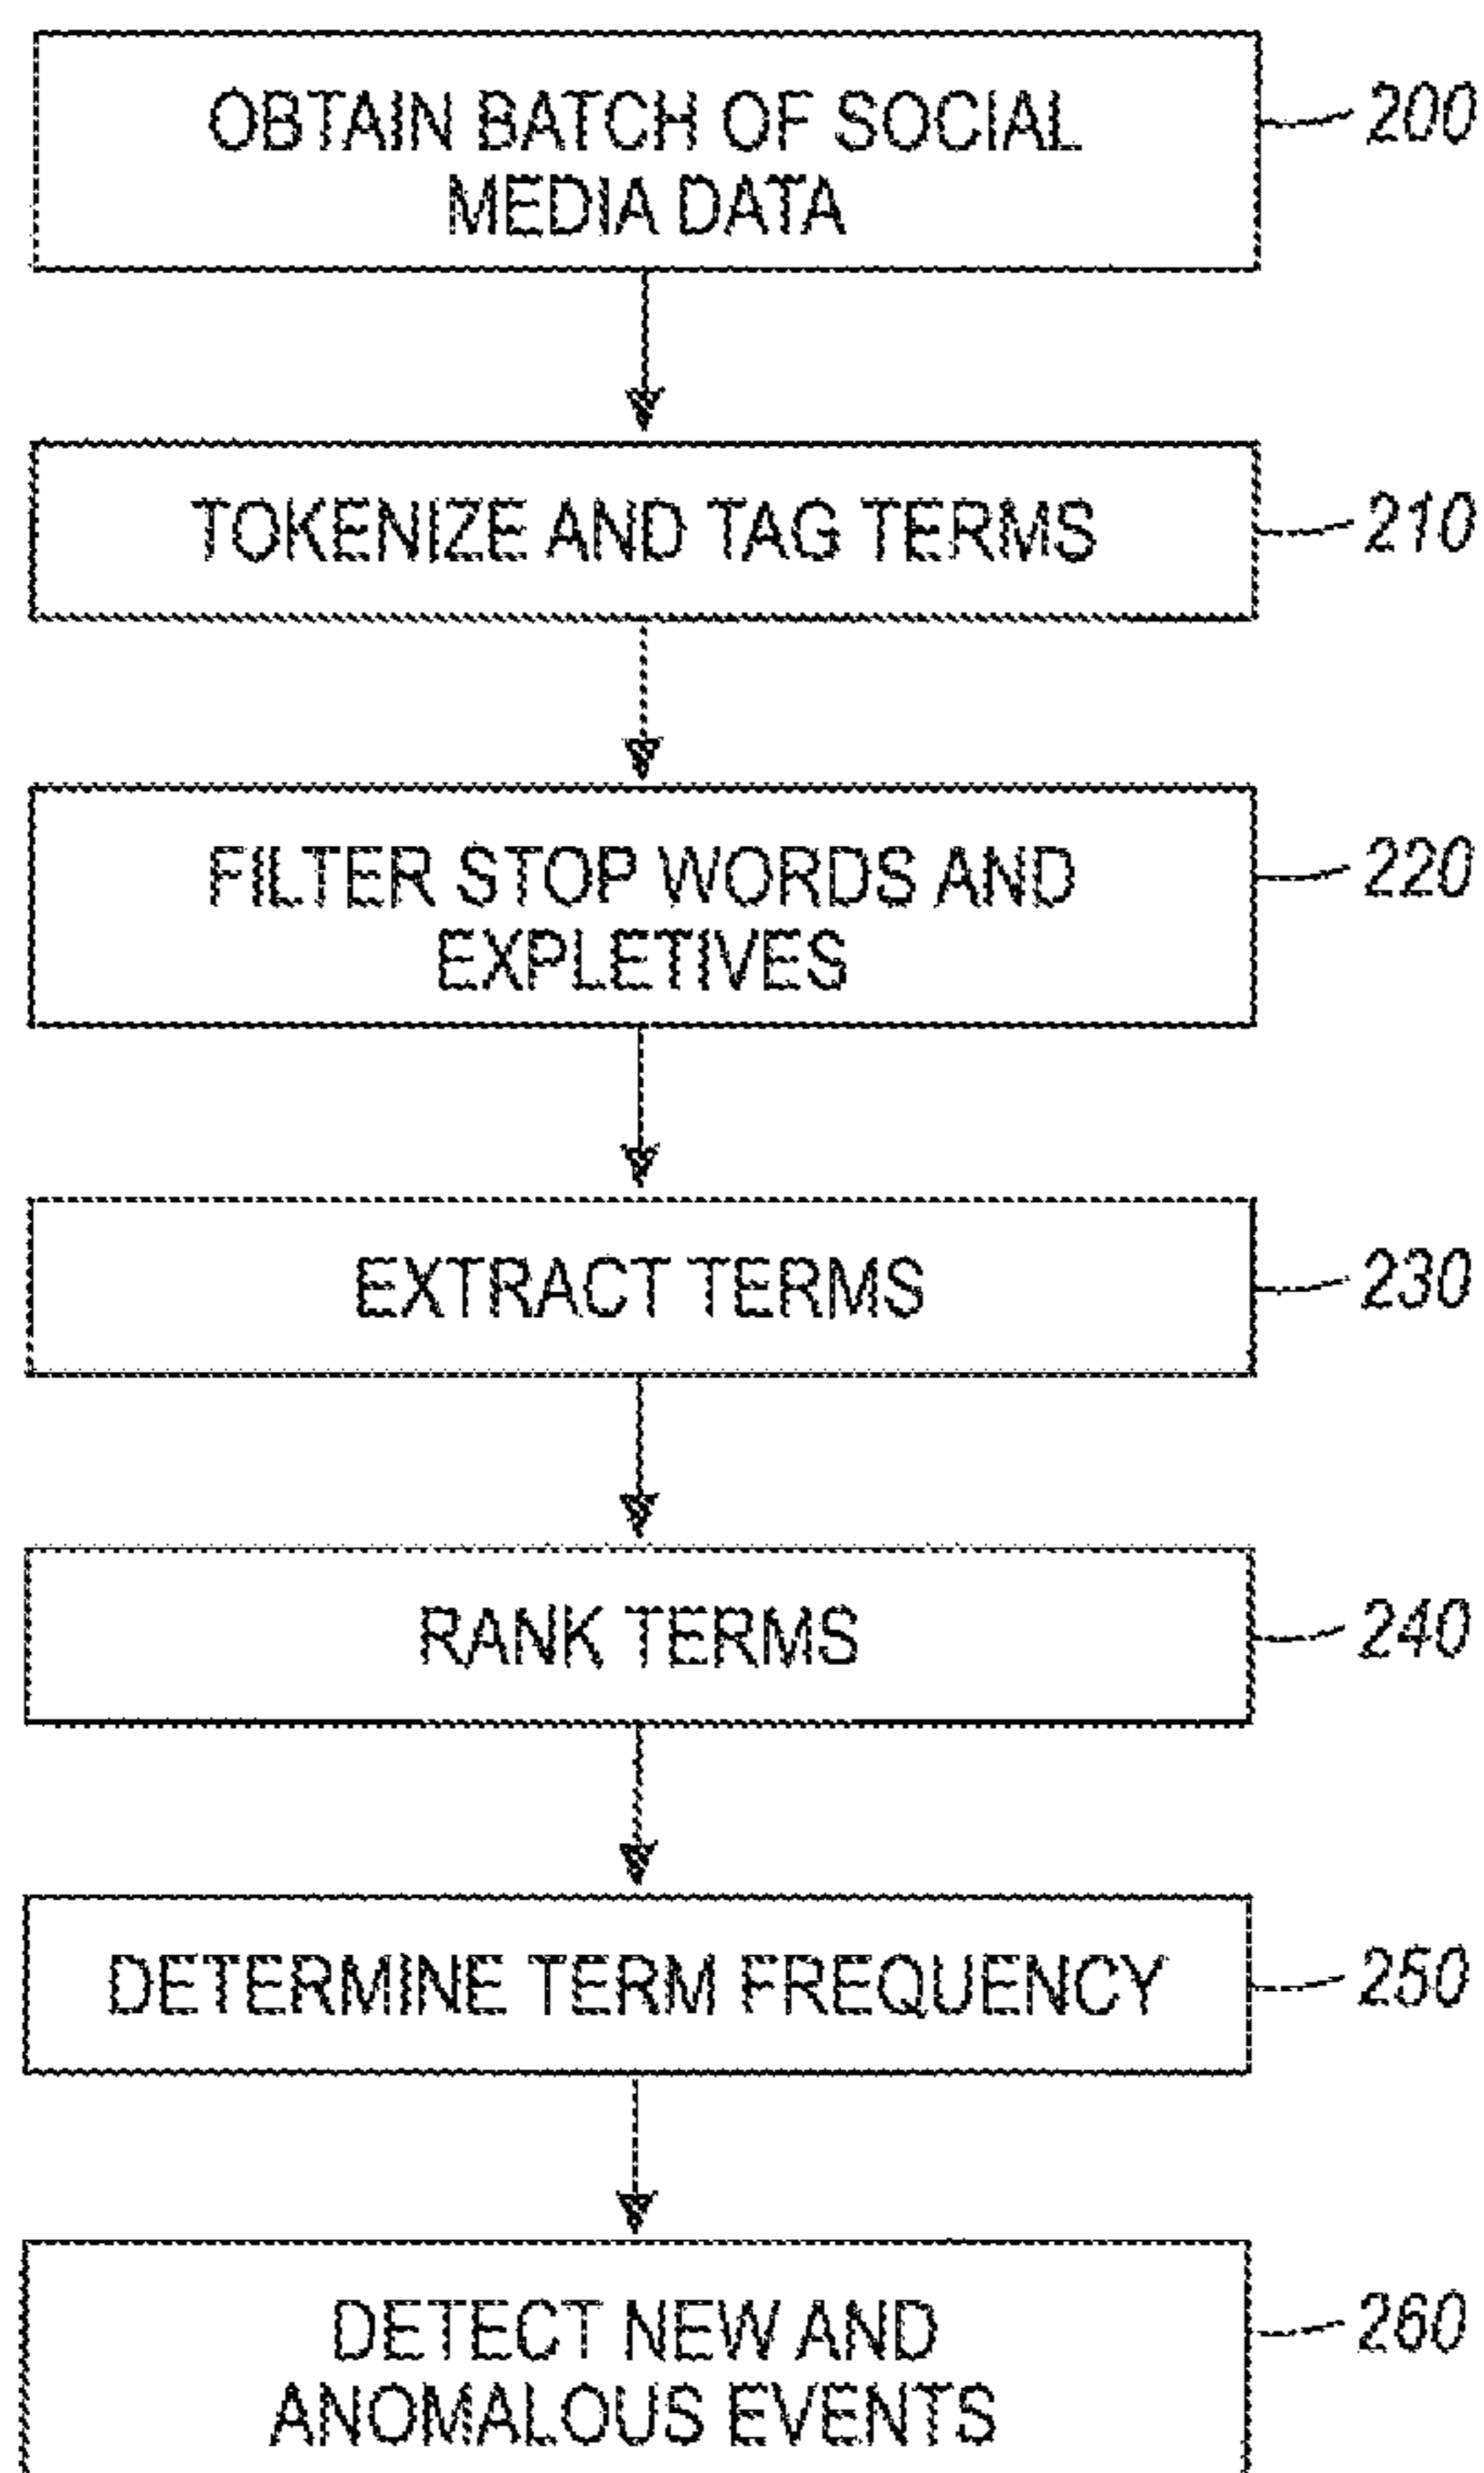 OBTAIN BATCH OF SOCIAL
MEDIA DATA
200
TOKENIZE AND TAG TERMS
210
FILTER STOP WORDS AND
EXPLETIVES
220
EXTRACT TERMS
230
RANK TERMS
240
DETERMINE TERM FREQUENCY
250
DETECT NEW AND
ANOMALOUS EVENTS
260